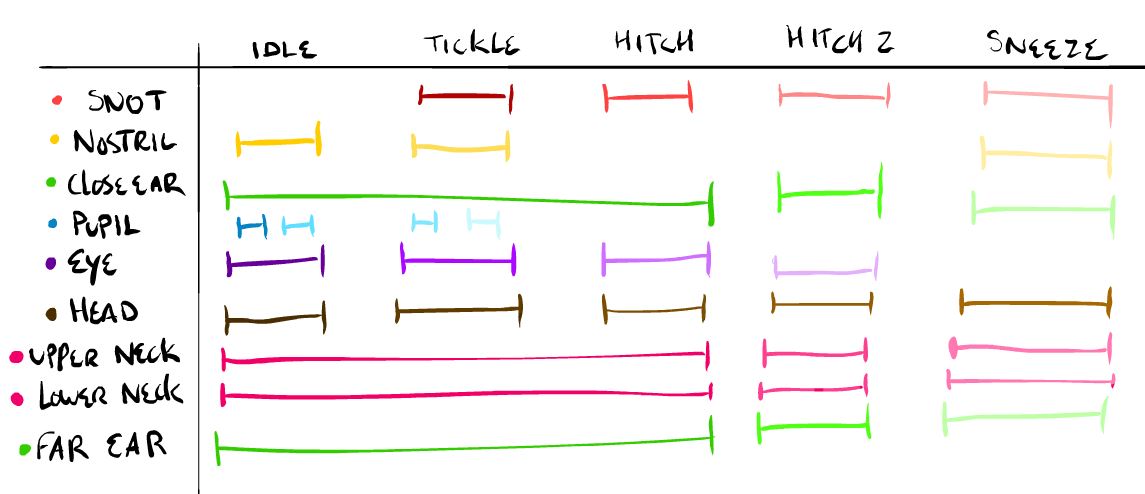 IDLE TICKLE HITCH HITCH 2 SNEEZE
SNOT
NOSTRIL
CLOSE EAR
PUPIL
EYE
HEAD
UPPER NECK
LOWER NECK
FAR EAR